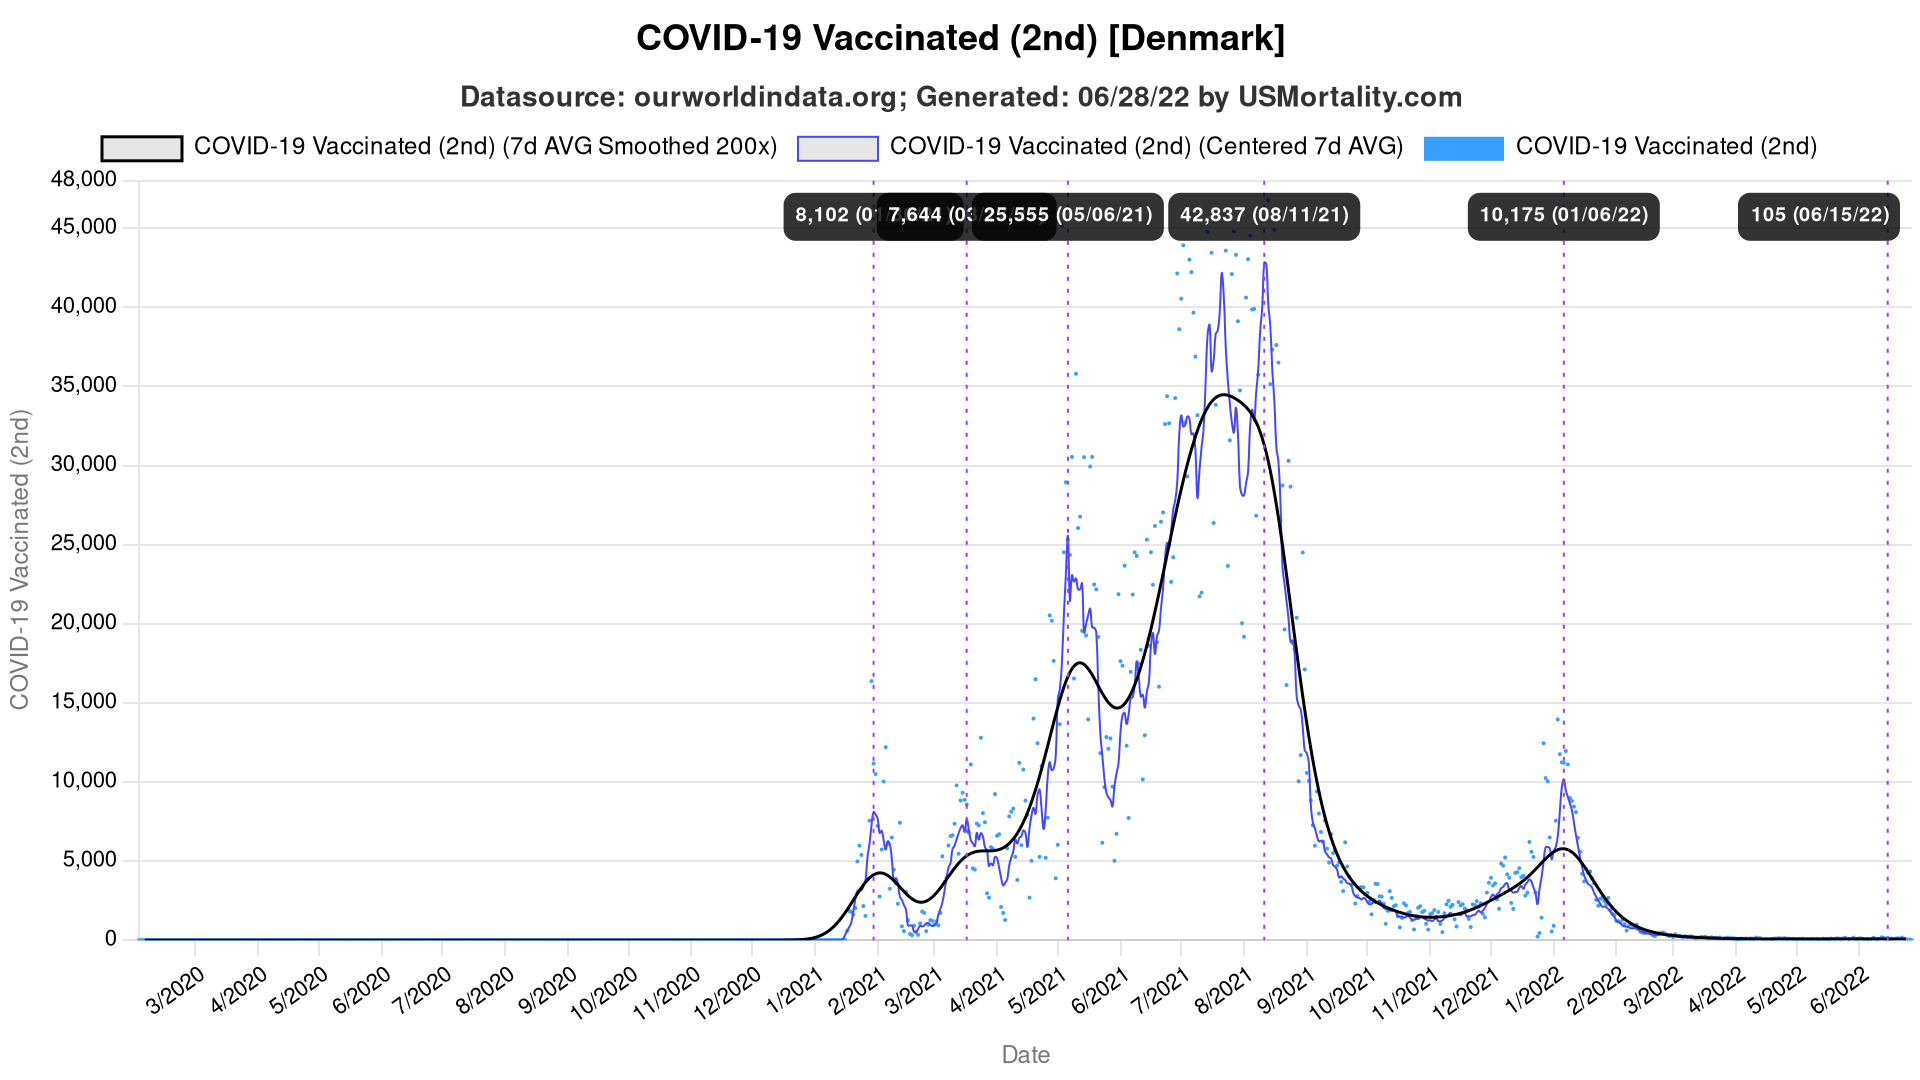 COVID-19 Vaccinated (2nd) [Denmark]
Datasource: ourworldindata.org; Generated: 06/28/22 by USMortality.com
COVID-19 Vaccinated (2nd) (7d AVG Smoothed 200x) COVID-19 Vaccinated (2nd) (Centered 7d AVG) COVID-19 Vaccinated (2nd)
48,000
8,102 (01 7,644 (03 25,555 (05/06/21) 42,837 (08/11/21) 10,175 (01/06/22) 105 (06/15/22)
45,000
40,000
35,000
30,000
25,000
20,000
15,000
10,000
5,000
0
COVID-19 Vaccinated (2nd)
3/2020 4/2020 5/2020 6/2020 7/2020 8/2020 9/2020 10/2020 11/2020 12/2020 1/2021 2/2021 3/2021 4/2021 5/2021 6/2021 7/2021 8/2021 9/2021 10/2021 11/2021 12/2021 1/2022 2/2022 3/2022 4/2022 5/2022 6/2022
Date